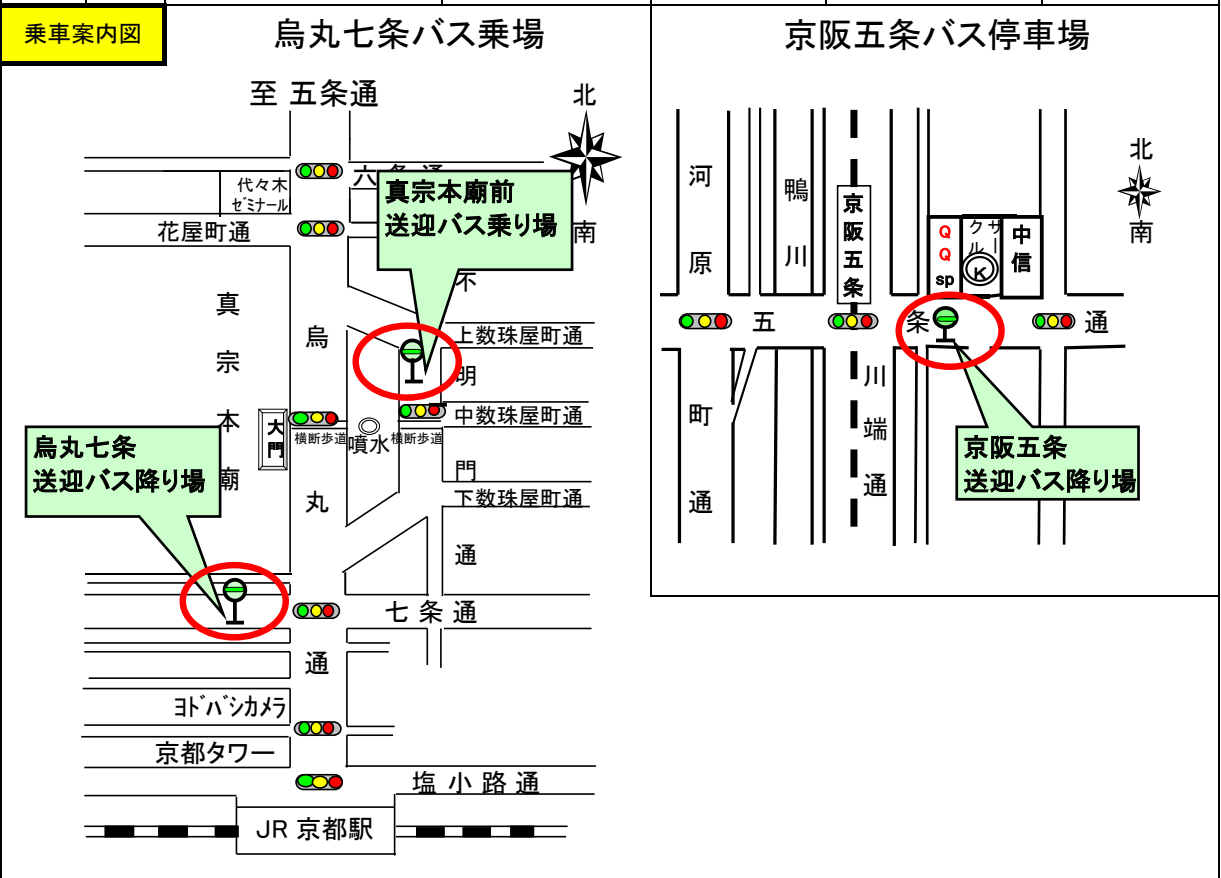 乗車案内図
烏丸七条バス乗場
至 五条通
北
南
六条通
代々木
ゼミナール
花屋町通
真宗本廟前
送迎バス乗り場
真宗本廟
烏丸通
不明門通
上数珠屋町通
中数珠屋町通
下数珠屋町通
大門
横断歩道
噴水
横断歩道
烏丸七条
送迎バス降り場
七条通
ヨドバシカメラ
京都タワー
塩小路通
JR 京都駅
京阪五条バス停車場
北
南
河原町通
鴨川
京阪五条
QQ
sp
サークル
K
中信
五条通
川端通
京阪五条
送迎バス降り場